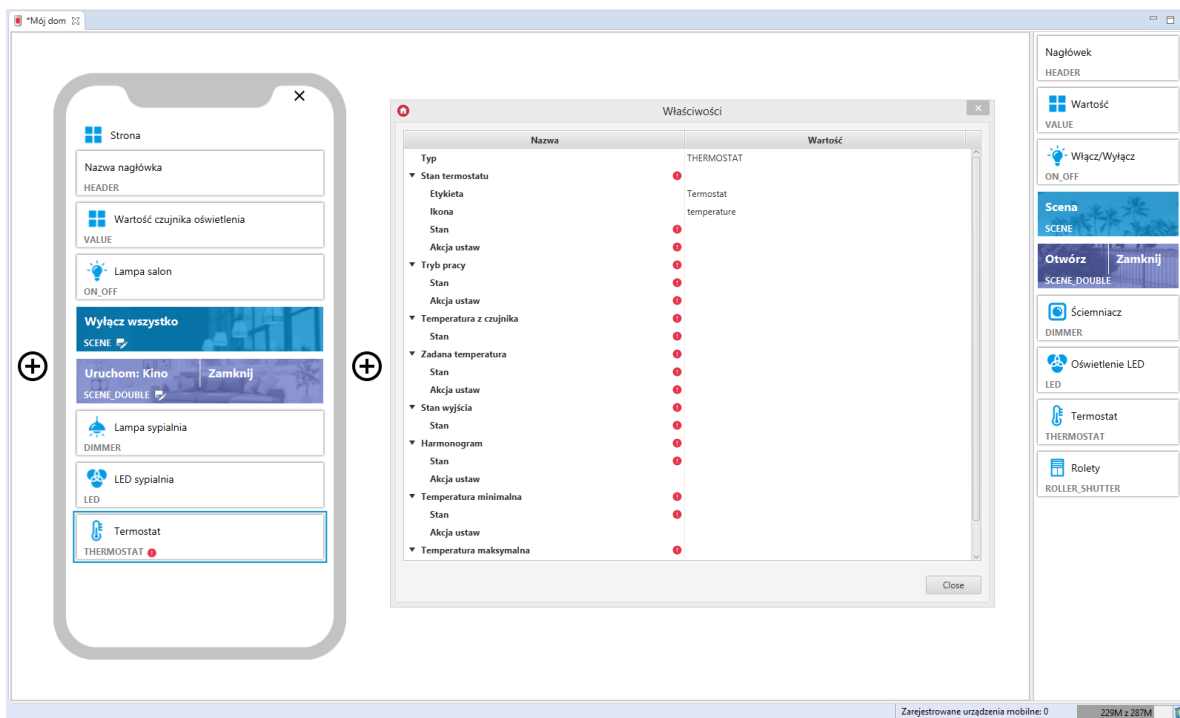 *Mój dom
Strona
Nazwa nagłówka
HEADER
Wartość czujnika oświetlenia
VALUE
Lampa salon
ON_OFF
Wyłącz wszystko
SCENE
Uruchom: Kino Zamknij
SCENE_DOUBLE
Lampa sypialnia
DIMMER
LED sypialnia
LED
Termostat
THERMOSTAT
Właściwości
Nazwa Wartość
Typ THERMOSTAT
Stan termostatu
Etykieta Termostat
Ikona temperature
Stan
Akcja ustaw
Tryb pracy
Stan
Akcja ustaw
Temperatura z czujnika
Stan
Zadana temperatura
Stan
Akcja ustaw
Stan wyjścia
Stan
Harmonogram
Stan
Akcja ustaw
Temperatura minimalna
Stan
Akcja ustaw
Temperatura maksymalna
Close
Nagłówek
HEADER
Wartość
VALUE
Włącz/Wyłącz
ON_OFF
Scena
SCENE
Otwórz Zamknij
SCENE_DOUBLE
Ściemniacz
DIMMER
Oświetlenie LED
LED
Termostat
THERMOSTAT
Rolety
ROLLER_SHUTTER
Zarejestrowane urządzenia mobilne: 0 229M z 287M